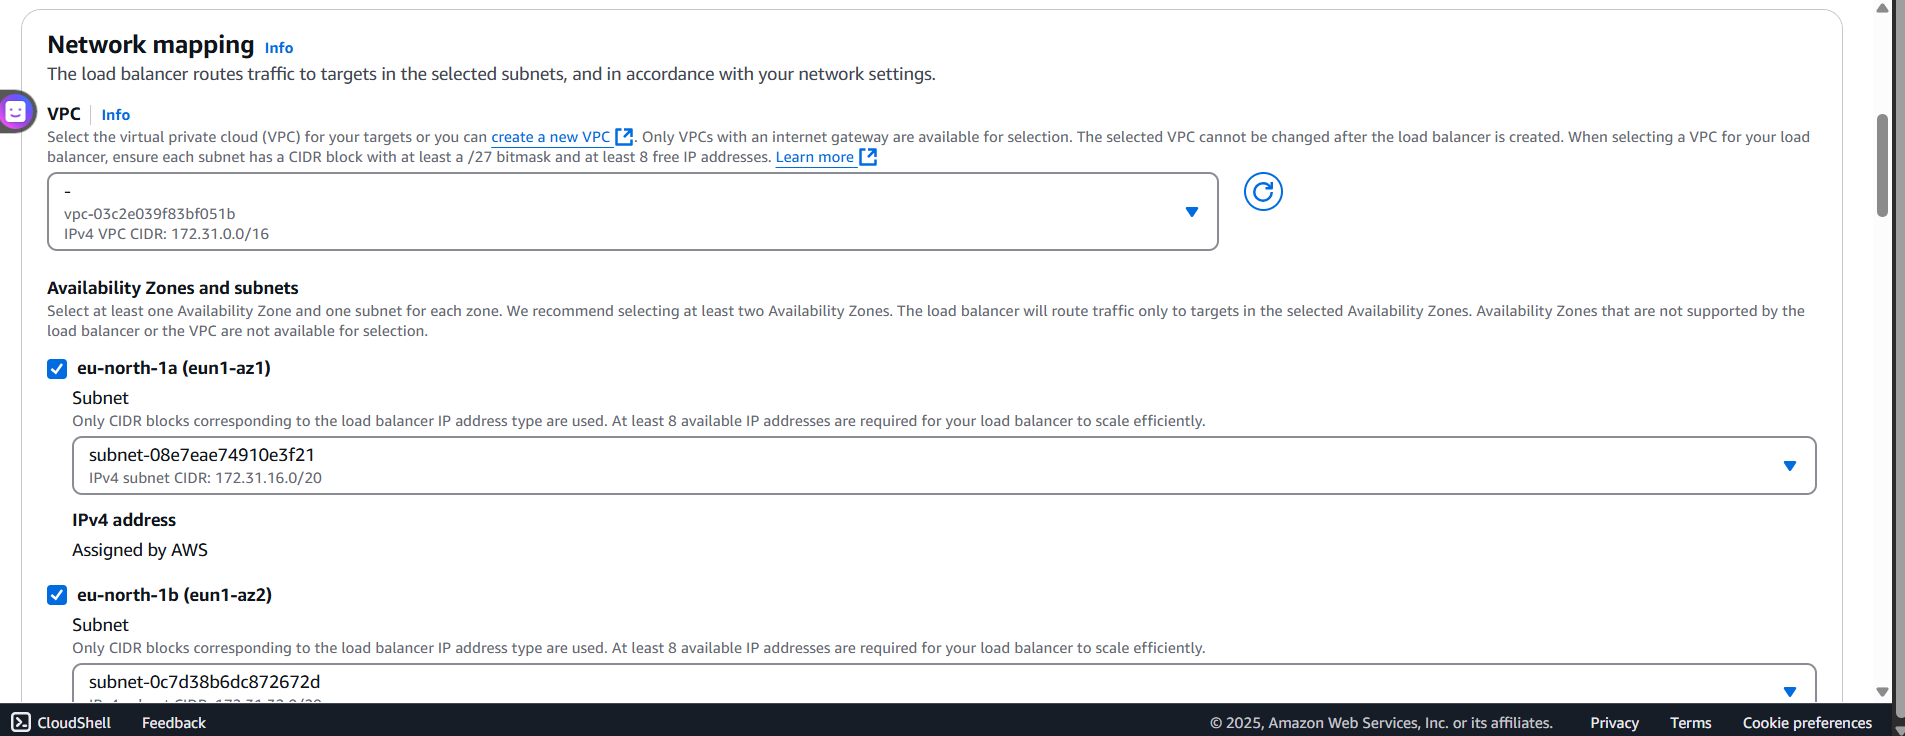 Network mapping Info
The load balancer routes traffic to targets in the selected subnets, and in accordance with your network settings.
VPC Info
Select the virtual private cloud (VPC) for your targets or you can create a new VPC. Only VPCs with an internet gateway are available for selection. The selected VPC cannot be changed after the load balancer is created. When selecting a VPC for your load
balancer, ensure each subnet has a CIDR block with at least a /27 bitmask and at least 8 free IP addresses. Learn more
-
vpc-03c2e039f83bf051b
IPv4 VPC CIDR: 172.31.0.0/16
Availability Zones and subnets
Select at least one Availability Zone and one subnet for each zone. We recommend selecting at least two Availability Zones. The load balancer will route traffic only to targets in the selected Availability Zones. Availability Zones that are not supported by the
load balancer or the VPC are not available for selection.
eu-north-1a (eun1-az1)
Subnet
Only CIDR blocks corresponding to the load balancer IP address type are used. At least 8 available IP addresses are required for your load balancer to scale efficiently.
subnet-08e7eae74910e3f21
IPv4 subnet CIDR: 172.31.16.0/20
IPv4 address
Assigned by AWS
eu-north-1b (eun1-az2)
Subnet
Only CIDR blocks corresponding to the load balancer IP address type are used. At least 8 available IP addresses are required for your load balancer to scale efficiently.
subnet-0c7d38b6dc872672d
CloudShell Feedback © 2025, Amazon Web Services, Inc. or its affiliates. Privacy Terms Cookie preferences